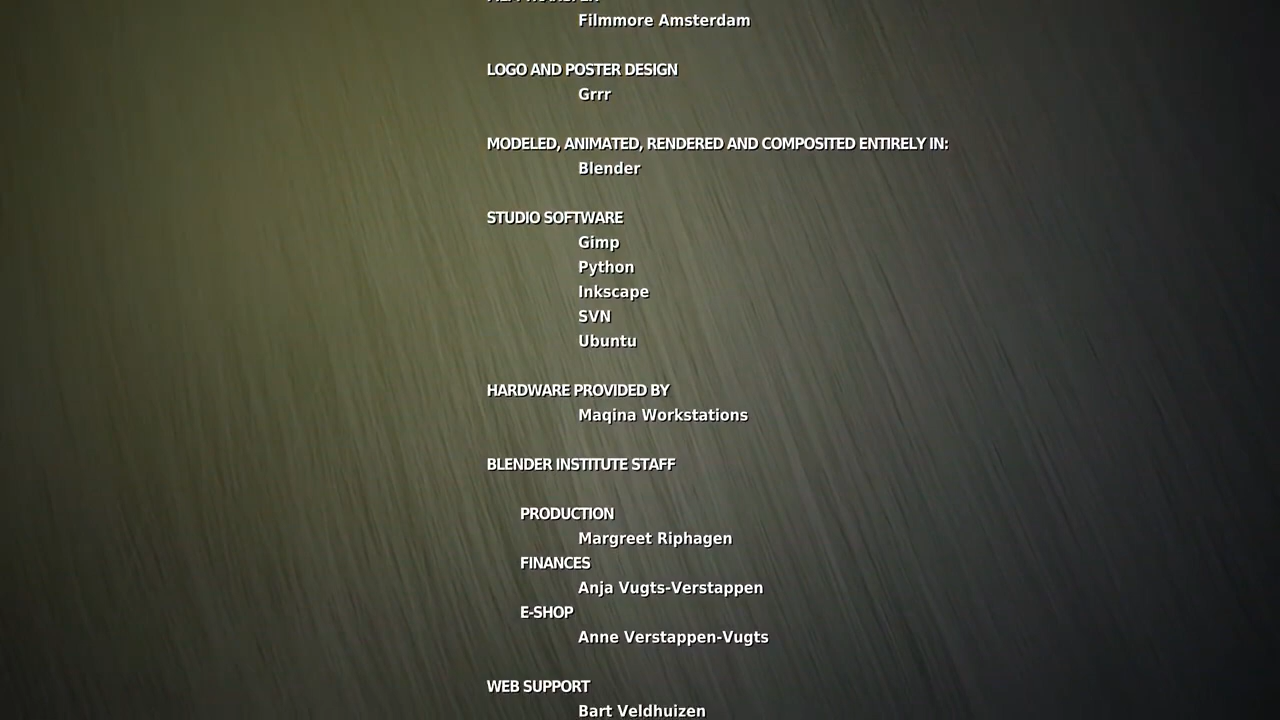 Filmmore Amsterdam
LOGO AND POSTER DESIGN
Grrr
MODELED, ANIMATED, RENDERED AND COMPOSITED ENTIRELY IN:
Blender
STUDIO SOFTWARE
Gimp
Python
Inkscape
SVN
Ubuntu
HARDWARE PROVIDED BY
Maqina Workstations
BLENDER INSTITUTE STAFF
PRODUCTION
Margreet Riphagen
FINANCES
Anja Vugts-Verstappen
E-SHOP
Anne Verstappen-Vugts
WEB SUPPORT
Bart Veldhuizen